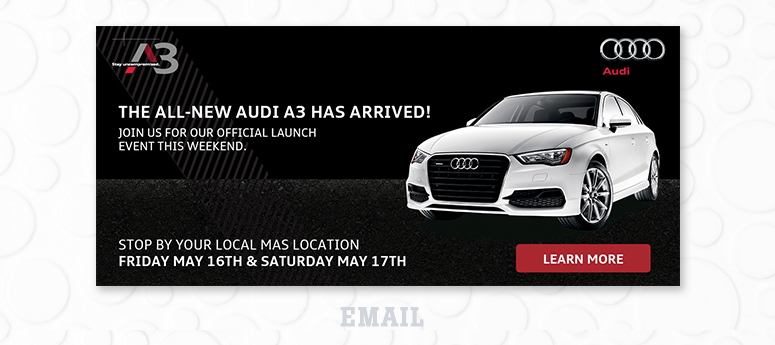 A3
Stay uncompromised.
Audi
THE ALL-NEW AUDI A3 HAS ARRIVED!
JOIN US FOR OUR OFFICIAL LAUNCH
EVENT THIS WEEKEND.
STOP BY YOUR LOCAL MAS LOCATION
FRIDAY MAY 16TH & SATURDAY MAY 17TH
LEARN MORE
EMAIL